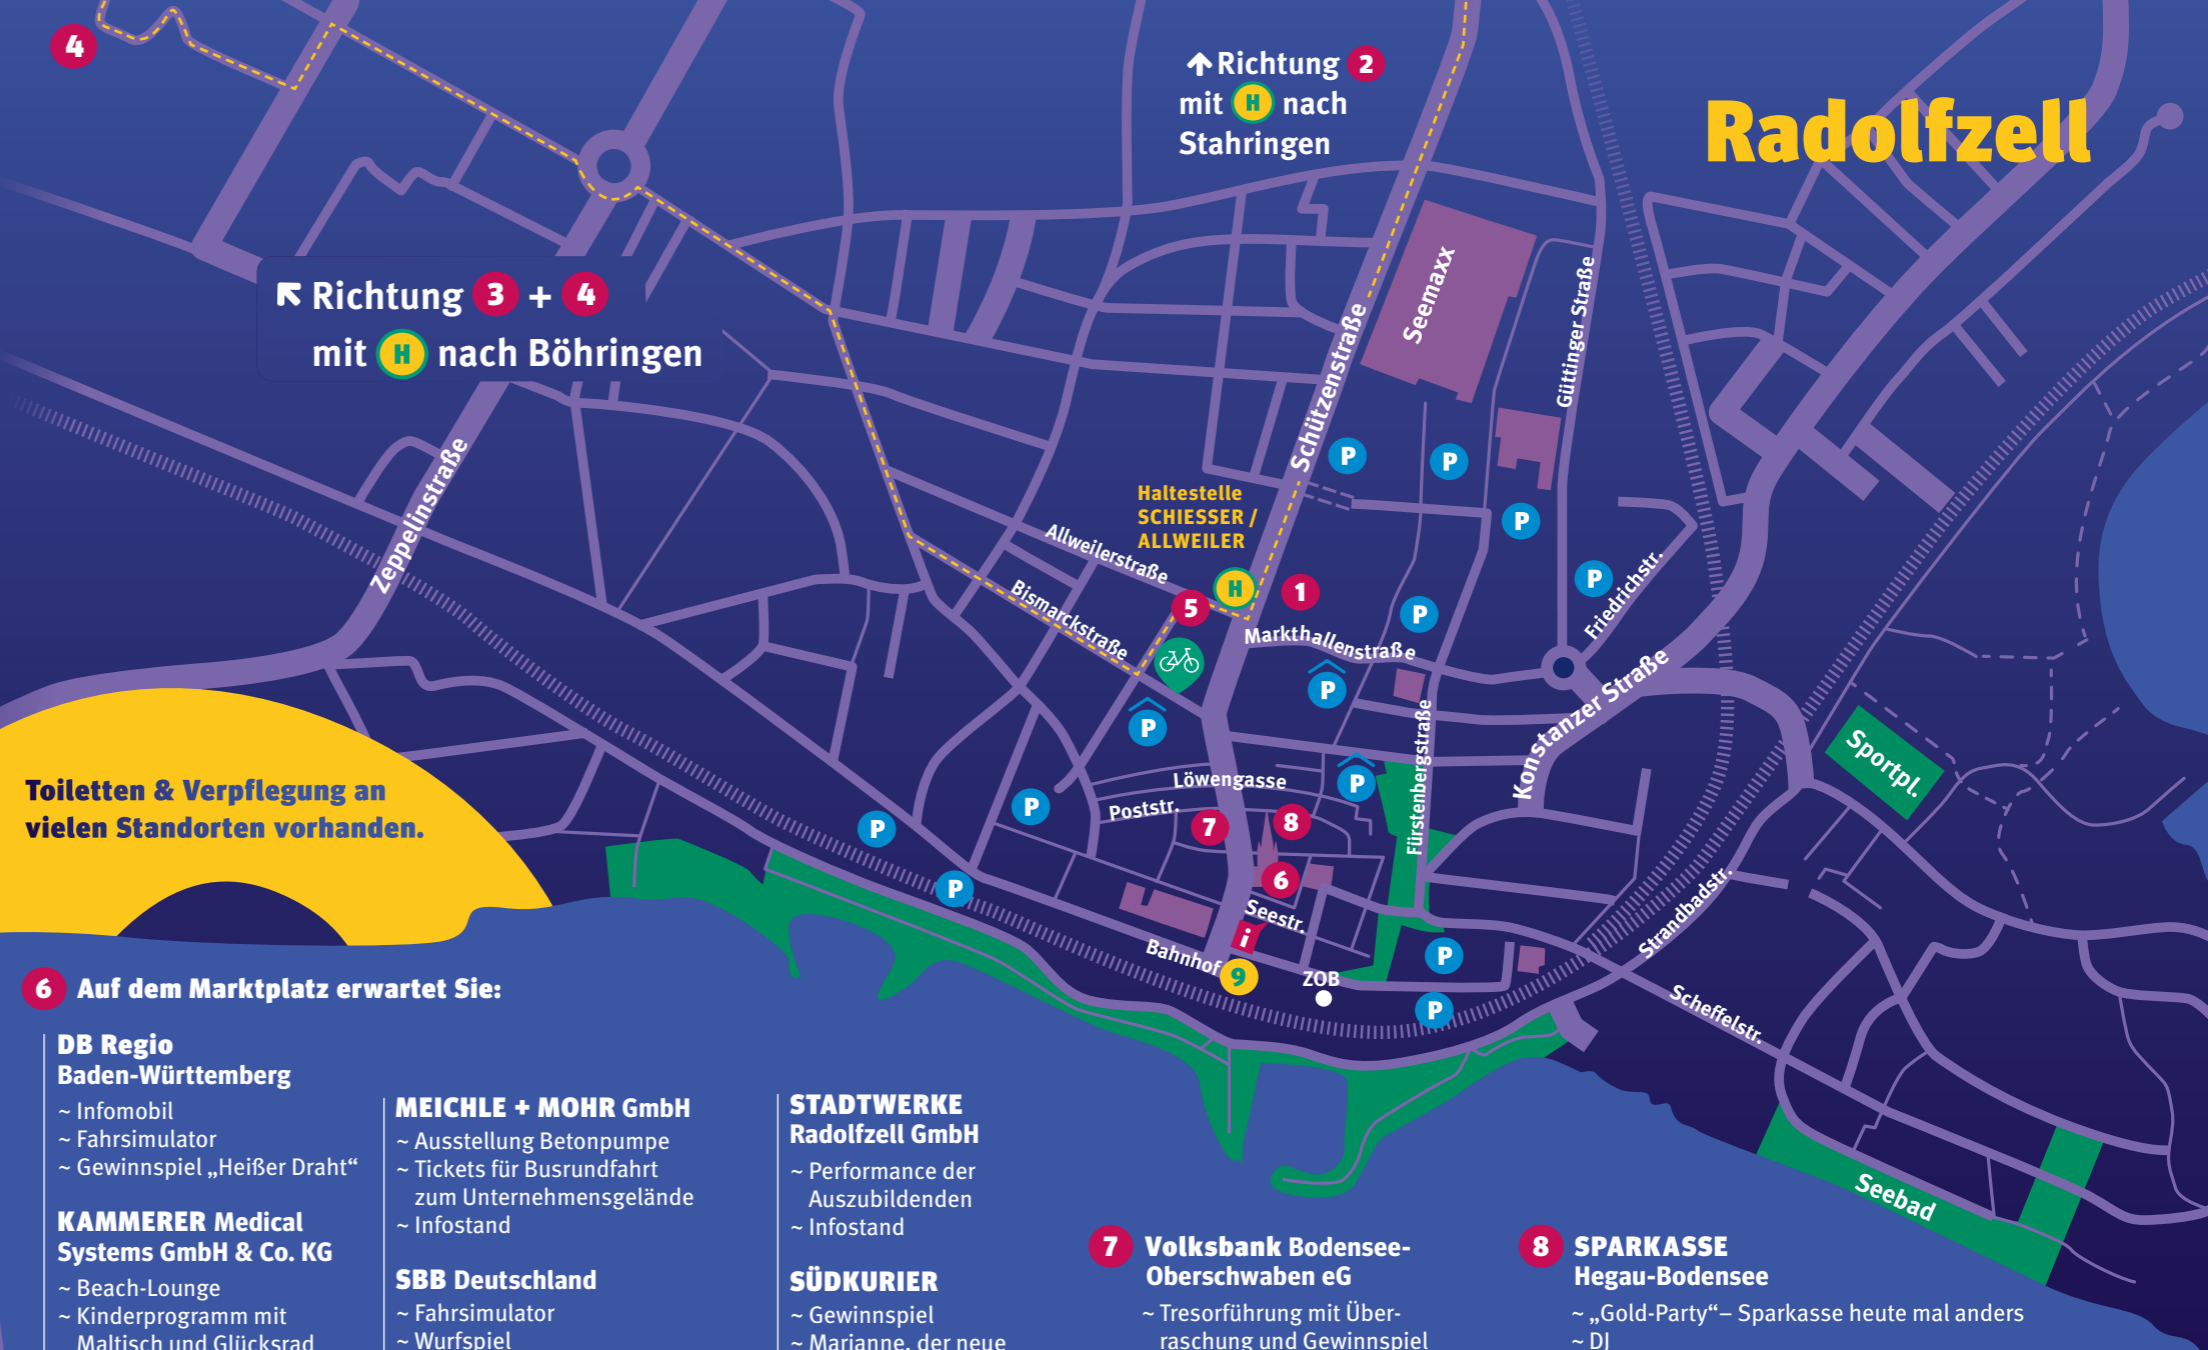 4
Richtung 2
mit H nach
Stahringen
Radolfzell
Richtung 3 + 4
mit H nach Böhringen
Seemaxx
Güttinger Straße
Schützenstraße
Zeppelinstraße
P
P
P
P
P
Haltestelle
SCHIESSER /
ALLWEILER
Allweilerstraße
Bismarckstraße
H
5
1
Friedrichstr.
Markthallenstraße
P
P
Konstanzer Straße
Fürstenbergstraße
Sportpl.
Löwengasse
P
Poststr.
P
P
P
7
8
6
Seestr.
i
Bahnhof
9
ZOB
P
P
Strandbadstr.
Scheffelstr.
Seebad
Toiletten & Verpflegung an
vielen Standorten vorhanden.
6 Auf dem Marktplatz erwartet Sie:
DB Regio
Baden-Württemberg
~ Infomobil
~ Fahrsimulator
~ Gewinnspiel „Heißer Draht“
KAMMERER Medical
Systems GmbH & Co. KG
~ Beach-Lounge
~ Kinderprogramm mit
Maltisch und Glücksrad
MEICHLE + MOHR GmbH
~ Ausstellung Betonpumpe
~ Tickets für Busrundfahrt
zum Unternehmensgelände
~ Infostand
SBB Deutschland
~ Fahrsimulator
~ Wurfspiel
STADTWERKE
Radolfzell GmbH
~ Performance der
Auszubildenden
~ Infostand
SÜDKURIER
~ Gewinnspiel
~ Marianne, der neue
7 Volksbank Bodensee-
Oberschwaben eG
~ Tresorführung mit Über-
raschung und Gewinnspiel
8 SPARKASSE
Hegau-Bodensee
~ „Gold-Party“– Sparkasse heute mal anders
~ DJ